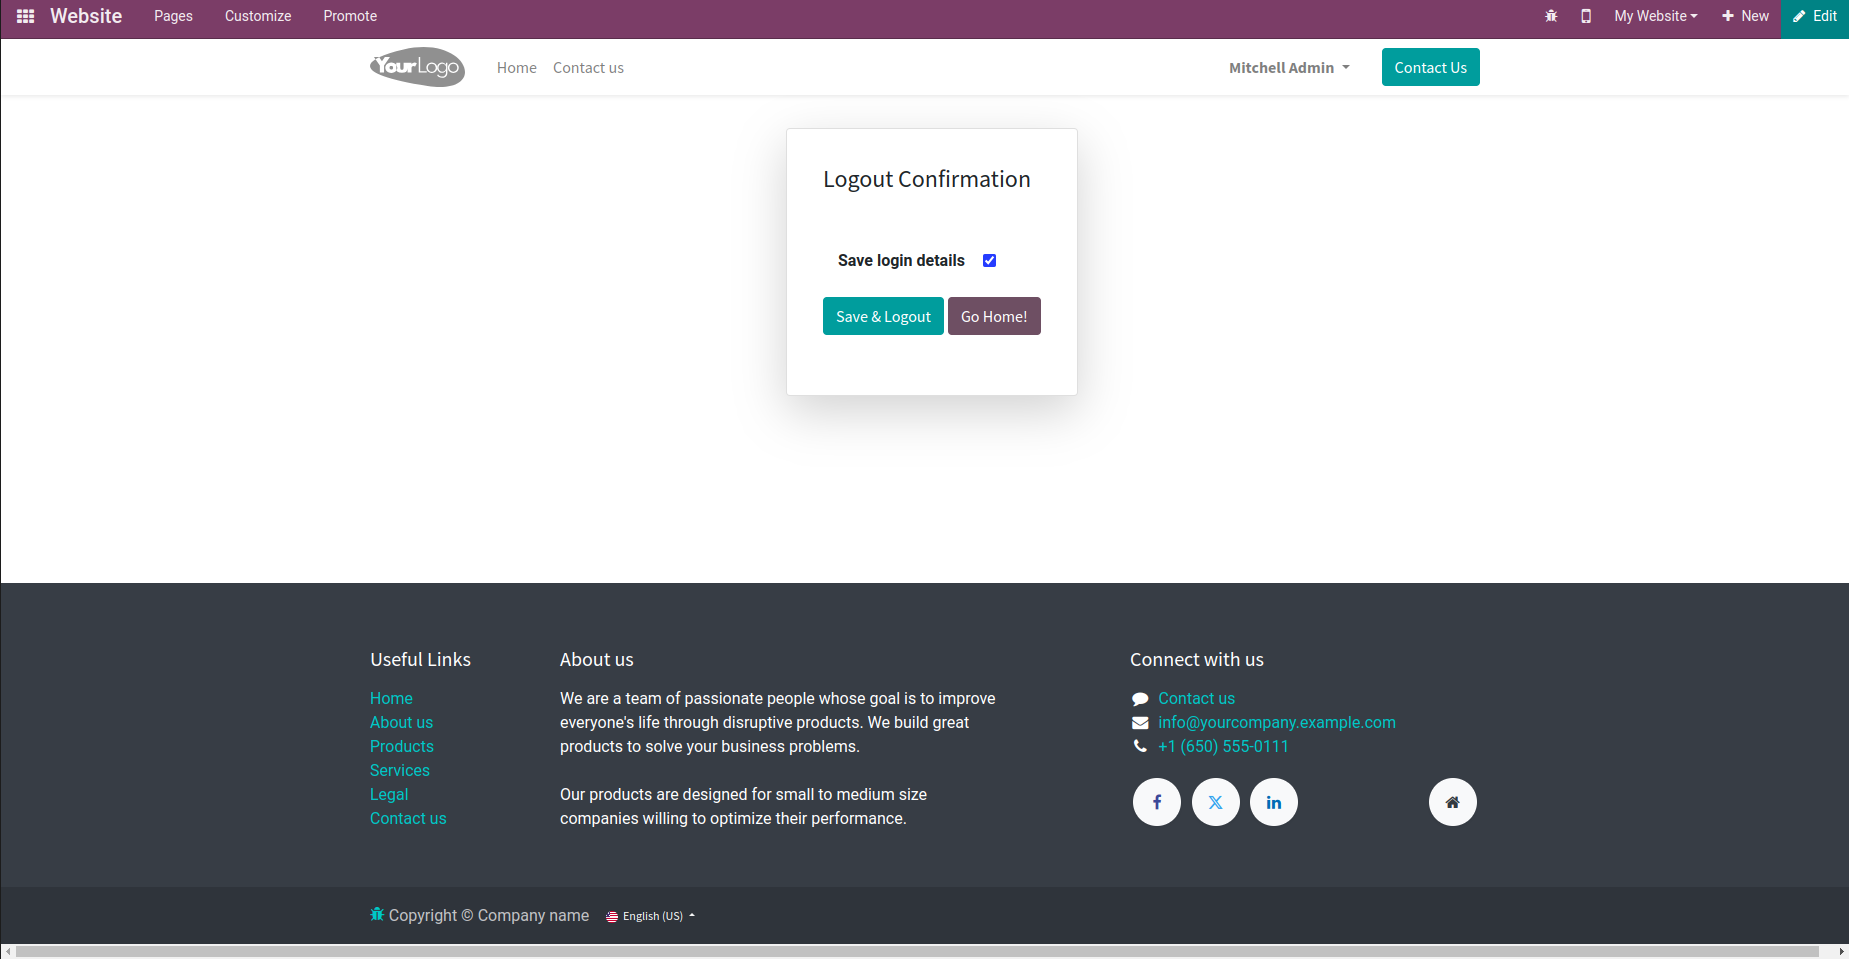 Website Pages Customize Promote My Website New Edit
YourLogo Home Contact us Mitchell Admin Contact Us
Logout Confirmation
Save login details
Save & Logout Go Home!
Useful Links
Home
About us
Products
Services
Legal
Contact us
About us
We are a team of passionate people whose goal is to improve
everyone's life through disruptive products. We build great
products to solve your business problems.
Our products are designed for small to medium size
companies willing to optimize their performance.
Connect with us
Contact us
info@yourcompany.example.com
+1 (650) 555-0111
Copyright © Company name English (US)